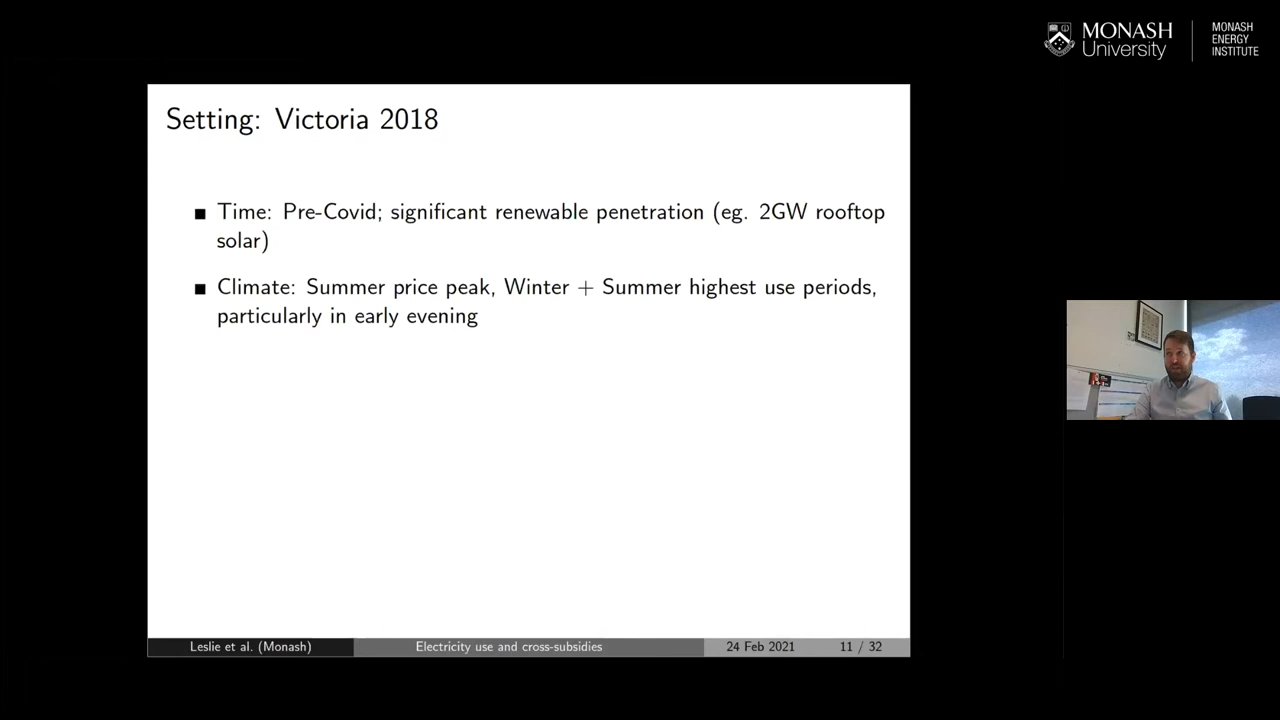 MONASH University
MONASH ENERGY INSTITUTE
Setting: Victoria 2018
Time: Pre-Covid; significant renewable penetration (eg. 2GW rooftop
solar)
Climate: Summer price peak, Winter + Summer highest use periods,
particularly in early evening
Leslie et al. (Monash) Electricity use and cross-subsidies 24 Feb 2021 11 / 32